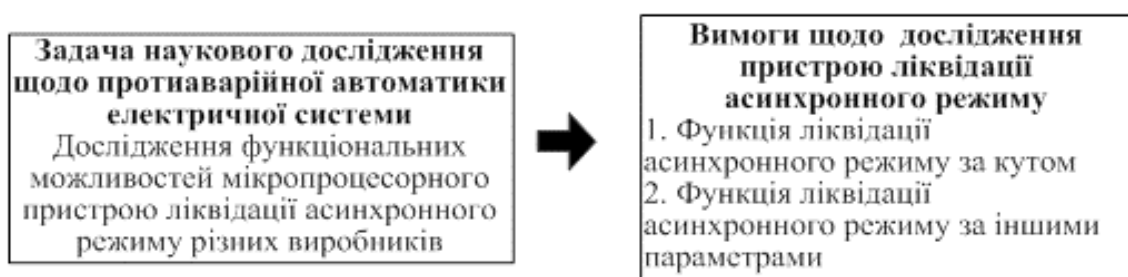 Задача наукового дослідження
щодо протиаварійної автоматики
електричної системи
Дослідження функціональних
можливостей мікропроцесорного
пристрою ліквідації асинхронного
режиму різних виробників
Вимоги щодо дослідження
пристрою ліквідації
асинхронного режиму
1. Функція ліквідації
асинхронного режиму за кутом
2. Функція ліквідації
асинхронного режиму за іншими
параметрами